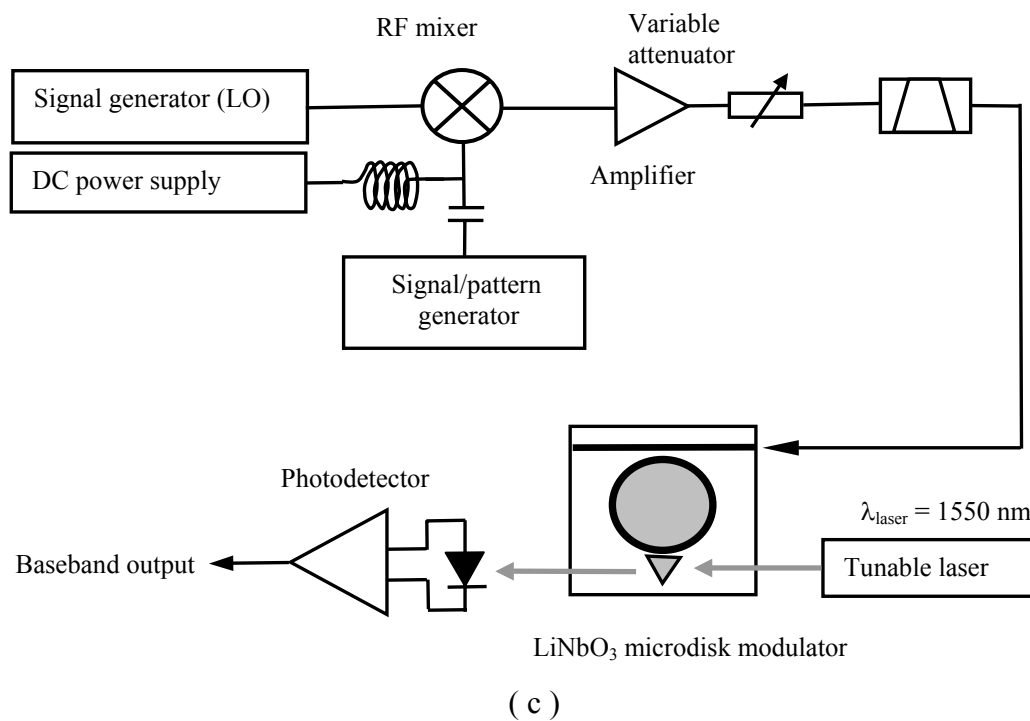 RF mixer
Variable
attenuator
Signal generator (LO)
DC power supply
Amplifier
Signal/pattern
generator
Photodetector
λlaser = 1550 nm
Baseband output
Tunable laser
LiNbO3 microdisk modulator
( c )